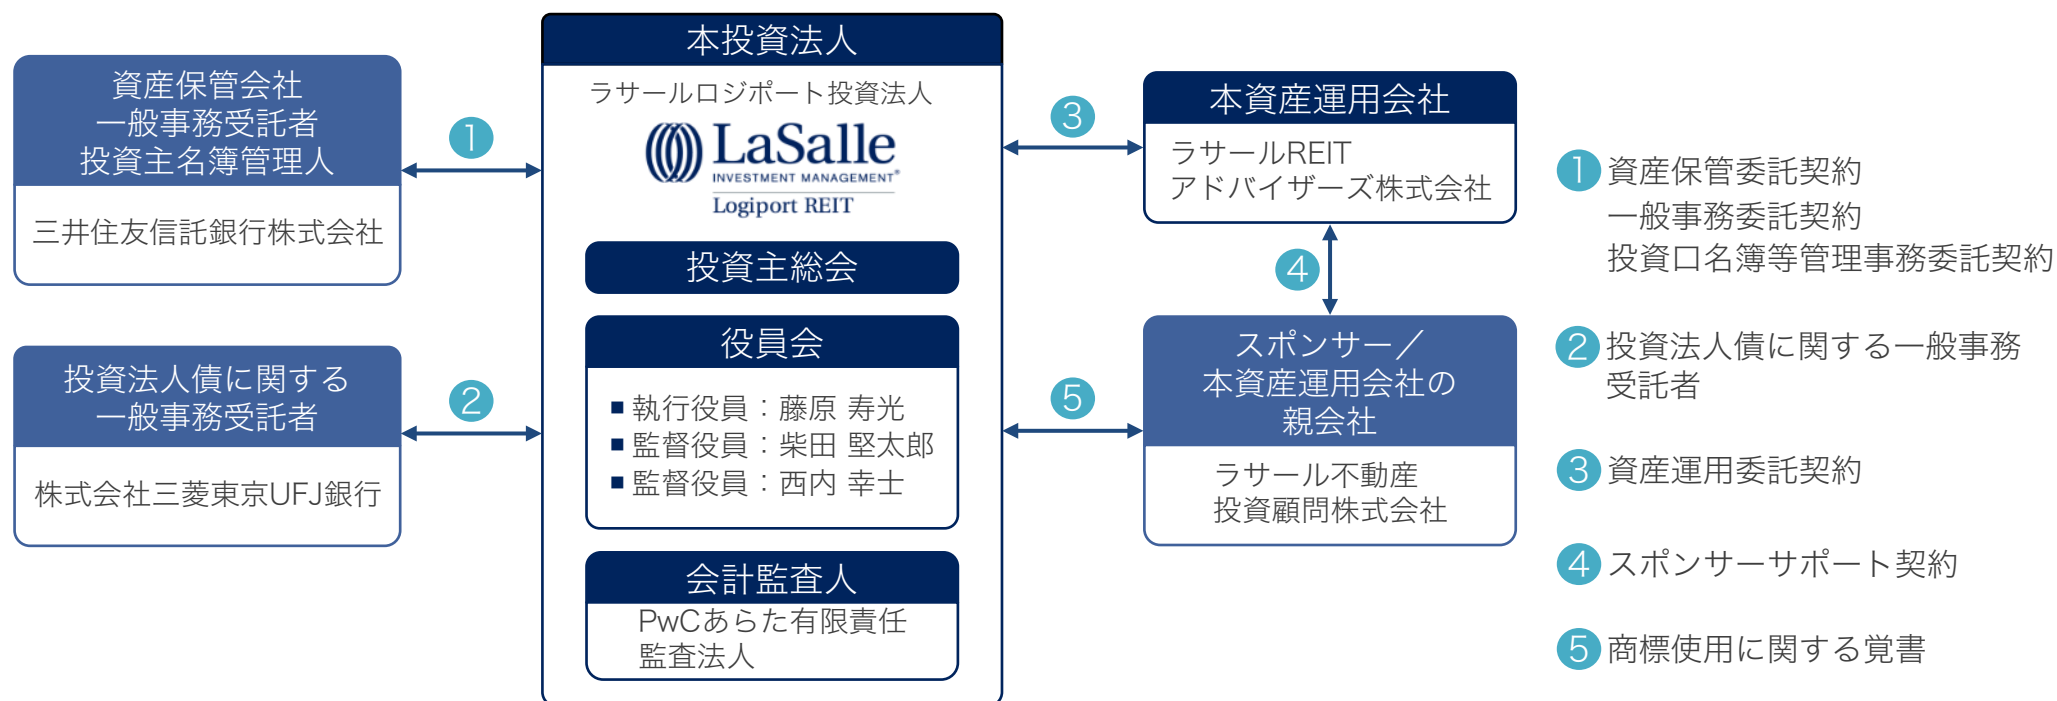 資産保管会社
一般事務受託者
投資主名簿管理人
三井住友信託銀行株式会社
1
投資法人債に関する
一般事務受託者
株式会社三菱東京UFJ銀行
2
本投資法人
ラサールロジポート投資法人
LaSalle
INVESTMENT MANAGEMENT®
Logiport REIT
投資主総会
役員会
■ 執行役員：藤原 寿光
■ 監督役員：柴田 堅太郎
■ 監督役員：西内 幸士
会計監査人
PwCあらた有限責任
監査法人
3
本資産運用会社
ラサールREIT
アドバイザーズ株式会社
4
5
スポンサー／
本資産運用会社の
親会社
ラサール不動産
投資顧問株式会社
1 資産保管委託契約
一般事務委託契約
投資口名簿等管理事務委託契約
2 投資法人債に関する一般事務
受託者
3 資産運用委託契約
4 スポンサーサポート契約
5 商標使用に関する覚書